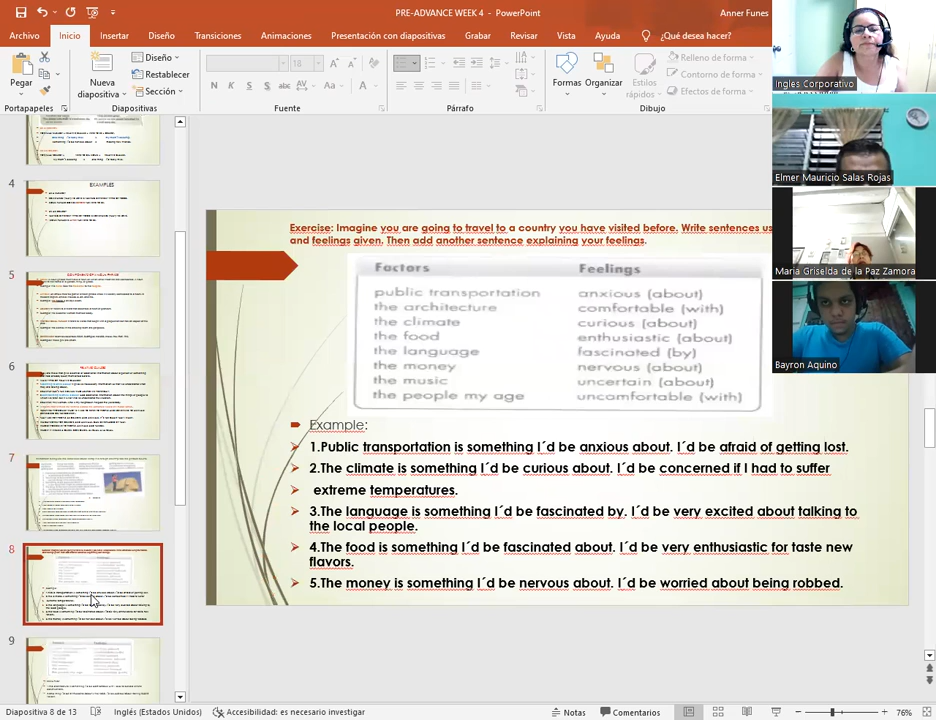 PRE-ADVANCE WEEK 4 - PowerPoint
Anner Funes
Archivo Inicio Insertar Diseño Transiciones Animaciones Presentación con diapositivas Grabar Revisar Vista Ayuda ¿Qué desea hacer?
Pegar
Nueva diapositiva
Diseño
Restablecer
Sección
18
N K S S abc AV Aa A
Formas
Organizar
Estilos rápidos
Relleno de forma
Contorno de forma
Efectos de forma
Portapapeles Diapositivas Fuente Párrafo Dibujo
Ingles Corporativo
Elmer Mauricio Salas Rojas
Maria Griselda de la Paz Zamora
Bayron Aquino
4
EXAMPLES
5
6
7
8
9
Exercise: Imagine you are going to travel to a country you have visited before. Write sentences us
and feelings given. Then add another sentence explaining your feelings.
Factors Feelings
public transportation anxious (about)
the architecture comfortable (with)
the climate curious (about)
the food enthusiastic (about)
the language fascinated (by)
the money nervous (about)
the music uncertain (about)
the people my age uncomfortable (with)
Example:
1.Public transportation is something I´d be anxious about. I´d be afraid of getting lost.
2.The climate is something I´d be curious about. I´d be concerned if I had to suffer
extreme temperatures.
3.The language is something I´d be fascinated by. I´d be very excited about talking to
the local people.
4.The food is something I´d be fascinated about. I´d be very enthusiastic for taste new
flavors.
5.The money is something I´d be nervous about. I´d be worried about being robbed.
Diapositiva 8 de 13 Inglés (Estados Unidos) Accesibilidad: es necesario investigar Notas Comentarios 76%